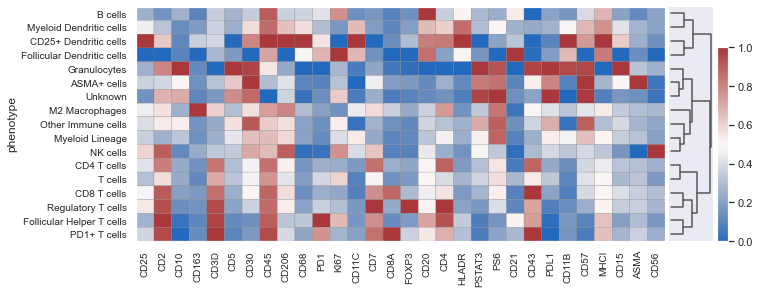 phenotype
B cells
Myeloid Dendritic cells
CD25+ Dendritic cells
Follicular Dendritic cells
Granulocytes
ASMA+ cells
Unknown
M2 Macrophages
Other Immune cells
Myeloid Lineage
NK cells
CD4 T cells
T cells
CD8 T cells
Regulatory T cells
Follicular Helper T cells
PD1+ T cells
CD25 CD2 CD10 CD163 CD3D CD5 CD30 CD45 CD206 CD68 PD1 KI67 CD11C CD7 CD8A FOXP3 CD20 CD4 HLADR PSTAT3 PS6 CD21 CD43 PDL1 CD11B CD57 MHCI CD15 ASMA CD56
1.0
0.8
0.6
0.4
0.2
0.0